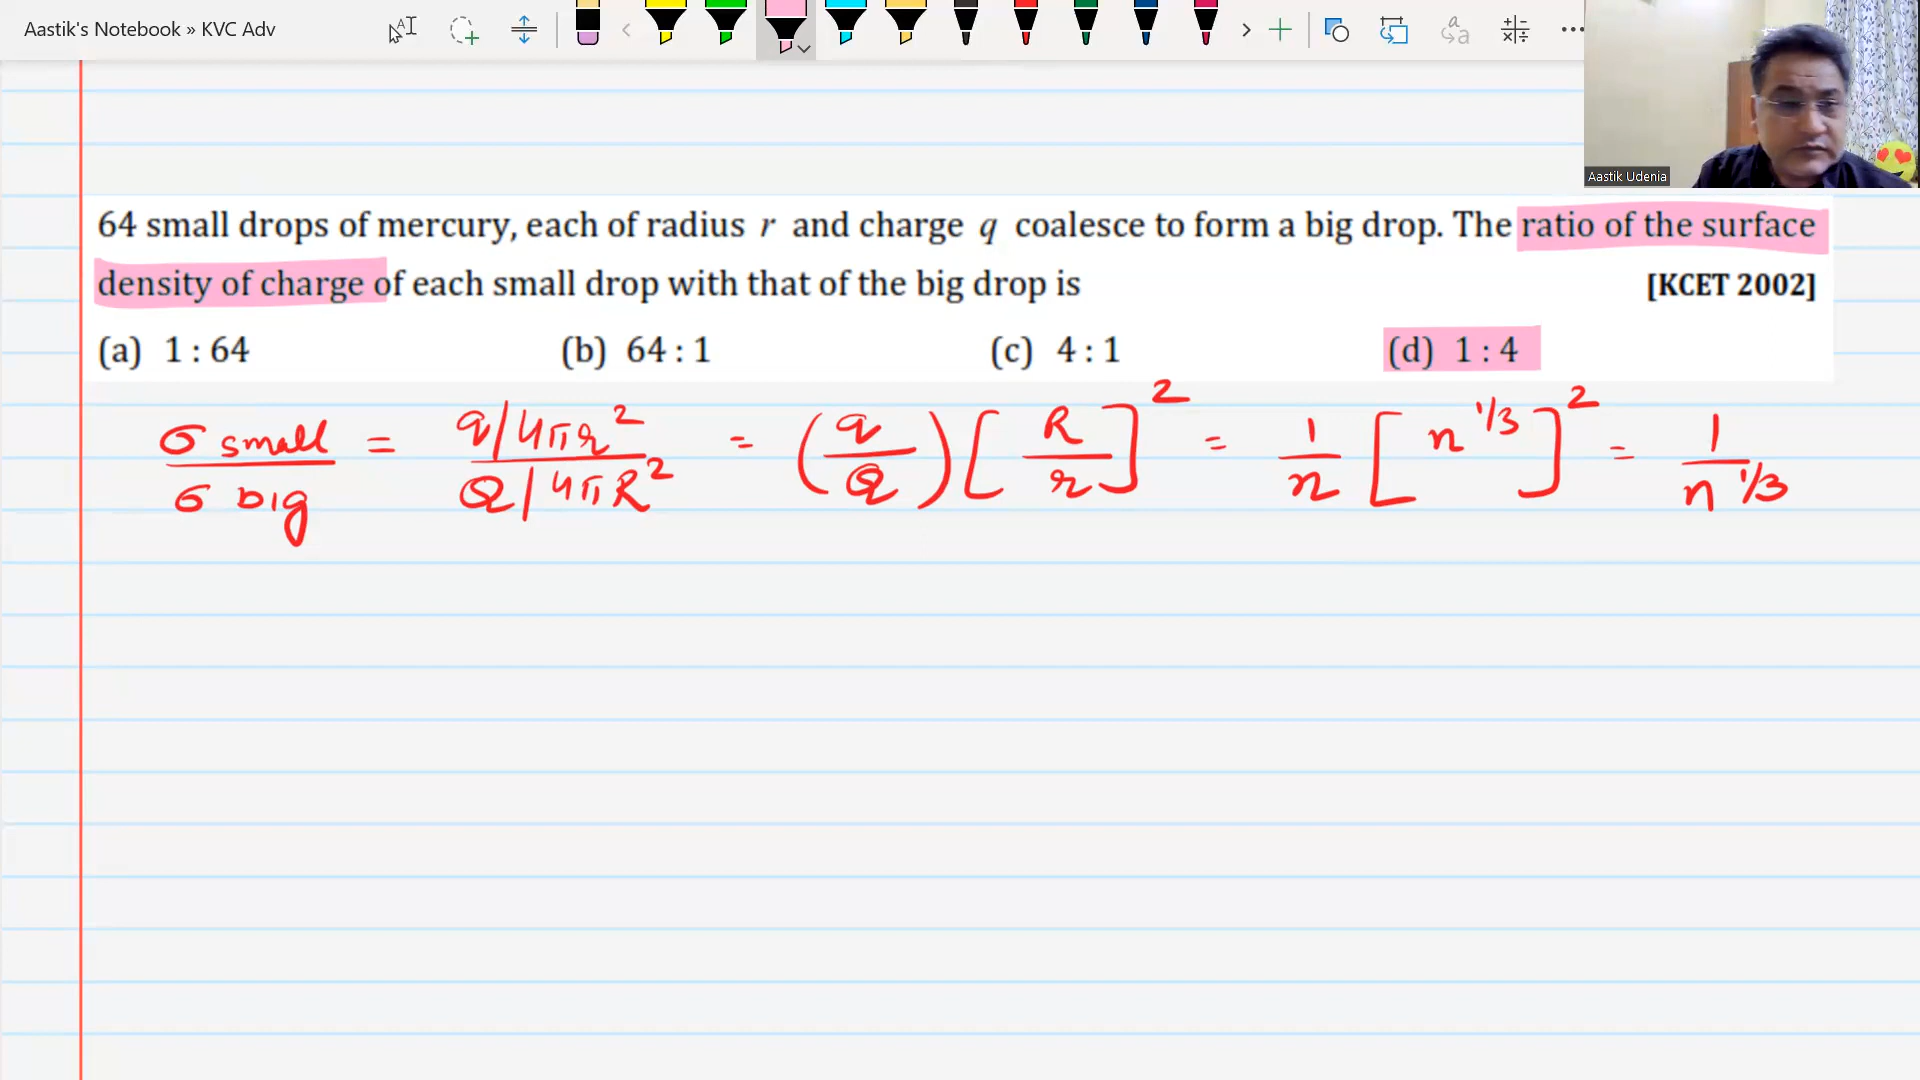 Aastik's Notebook » KVC Adv
Aastik Udenia
64 small drops of mercury, each of radius r and charge q coalesce to form a big drop. The ratio of the surface
density of charge of each small drop with that of the big drop is [KCET 2002]
(a) 1 : 64 (b) 64 : 1 (c) 4 : 1 (d) 1 : 4
σ small / σ big = (q/4πr²) / (Q/4πR²) = (q/Q) [R/r]² = 1/n [n^1/3]² = 1/n^1/3